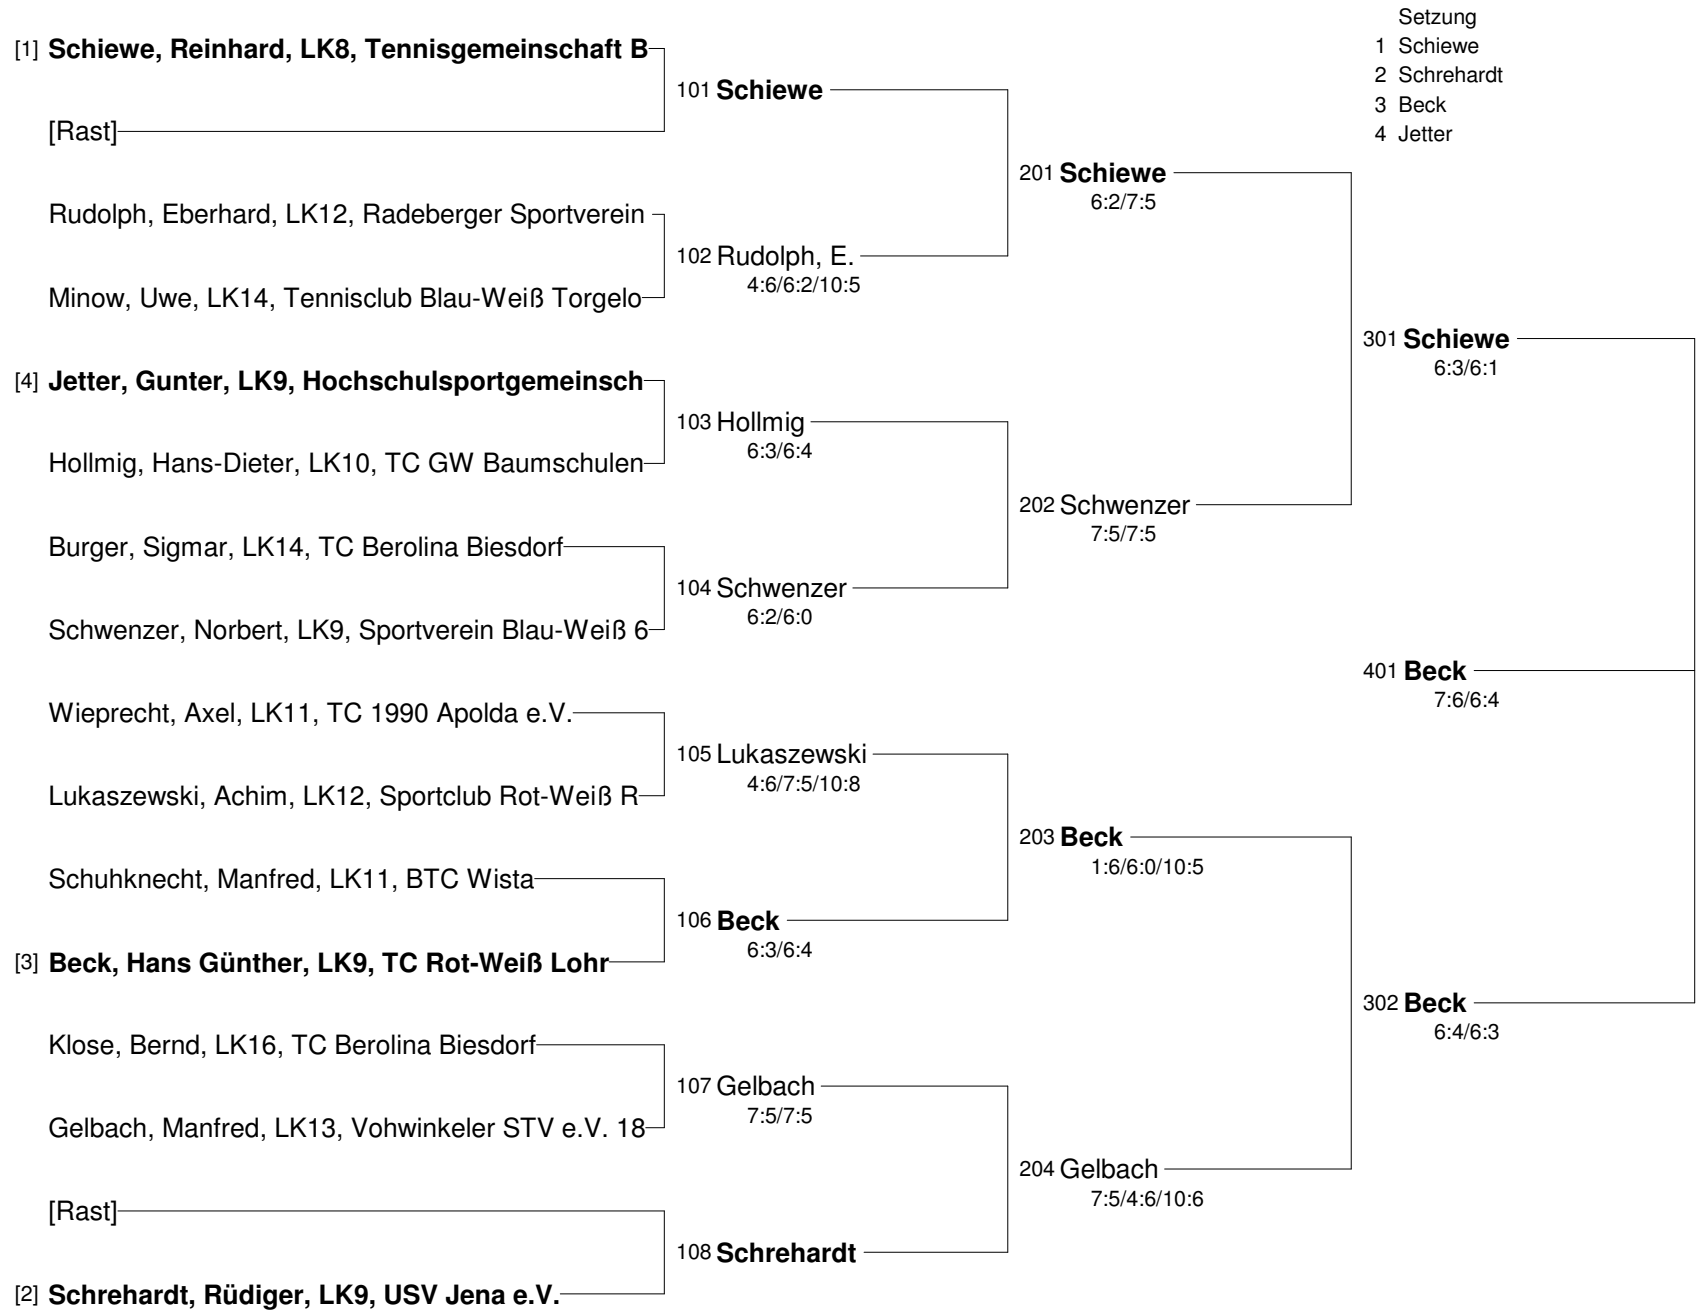 Setzung
1 Schiewe
2 Schrehardt
3 Beck
4 Jetter
[1] Schiewe, Reinhard, LK8, Tennisgemeinschaft B
[Rast]
Rudolph, Eberhard, LK12, Radeberger Sportverein
Minow, Uwe, LK14, Tennisclub Blau-Weiß Torgelo
[4] Jetter, Gunter, LK9, Hochschulsportgemeinsch
Hollmig, Hans-Dieter, LK10, TC GW Baumschulen
Burger, Sigmar, LK14, TC Berolina Biesdorf
Schwenzer, Norbert, LK9, Sportverein Blau-Weiß 6
Wieprecht, Axel, LK11, TC 1990 Apolda e.V.
Lukaszewski, Achim, LK12, Sportclub Rot-Weiß R
Schuhknecht, Manfred, LK11, BTC Wista
[3] Beck, Hans Günther, LK9, TC Rot-Weiß Lohr
Klose, Bernd, LK16, TC Berolina Biesdorf
Gelbach, Manfred, LK13, Vohwinkeler STV e.V. 18
[Rast]
[2] Schrehardt, Rüdiger, LK9, USV Jena e.V.
101 Schiewe
102 Rudolph, E.
4:6/6:2/10:5
103 Hollmig
6:3/6:4
104 Schwenzer
6:2/6:0
105 Lukaszewski
4:6/7:5/10:8
106 Beck
6:3/6:4
107 Gelbach
7:5/7:5
108 Schrehardt
201 Schiewe
6:2/7:5
202 Schwenzer
7:5/7:5
203 Beck
1:6/6:0/10:5
204 Gelbach
7:5/4:6/10:6
301 Schiewe
6:3/6:1
401 Beck
7:6/6:4
302 Beck
6:4/6:3